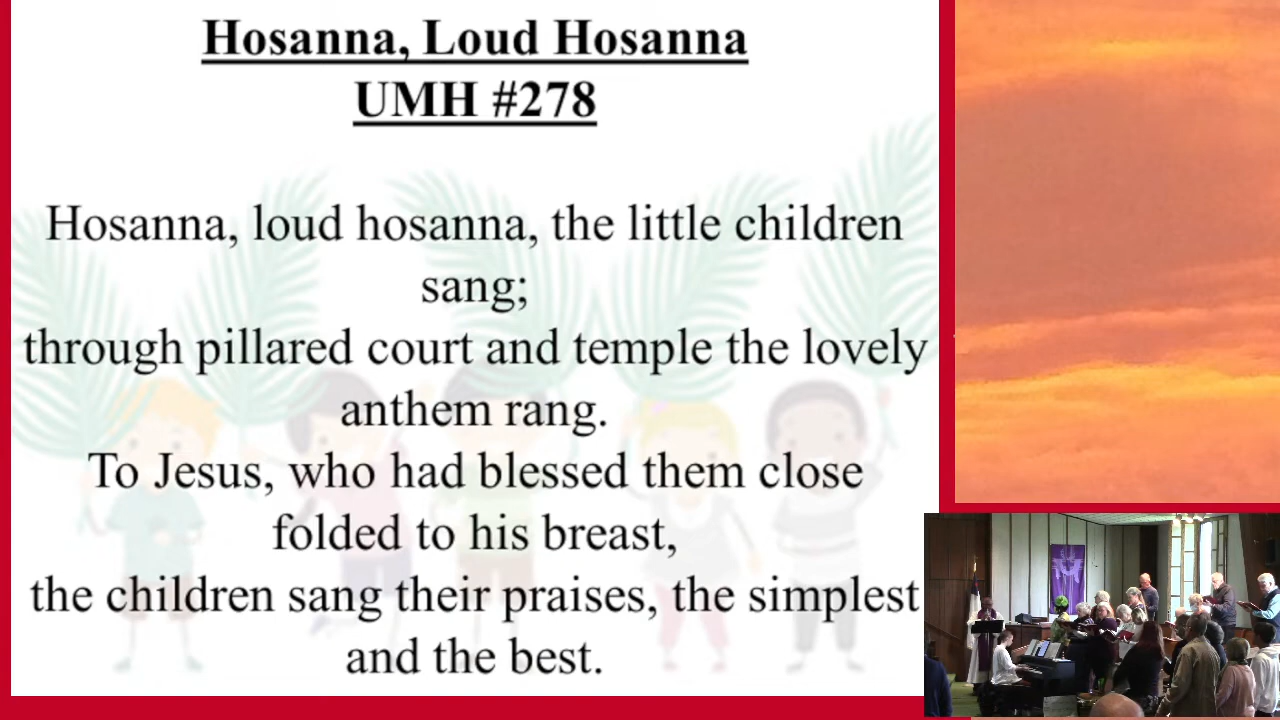 Hosanna, Loud Hosanna
UMH #278
Hosanna, loud hosanna, the little children
sang;
through pillared court and temple the lovely
anthem rang.
To Jesus, who had blessed them close
folded to his breast,
the children sang their praises, the simplest
and the best.